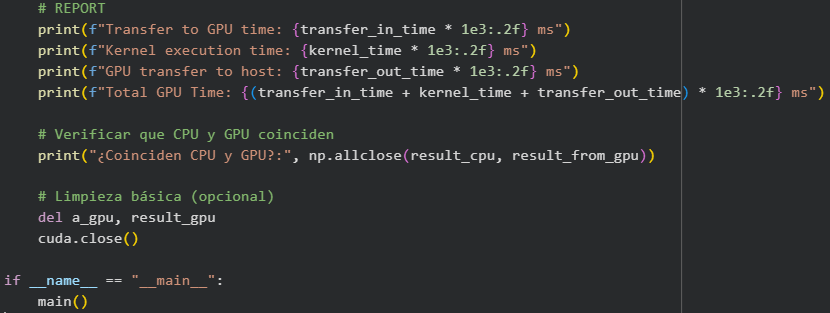 # REPORT
print(f"Transfer to GPU time: {transfer_in_time * 1e3:.2f} ms")
print(f"Kernel execution time: {kernel_time * 1e3:.2f} ms")
print(f"GPU transfer to host: {transfer_out_time * 1e3:.2f} ms")
print(f"Total GPU Time: {(transfer_in_time + kernel_time + transfer_out_time) * 1e3:.2f} ms")
# Verificar que CPU y GPU coinciden
print("¿Coinciden CPU y GPU?:", np.allclose(result_cpu, result_from_gpu))
# Limpieza básica (opcional)
del a_gpu, result_gpu
cuda.close()
if __name__ == "__main__":
main()